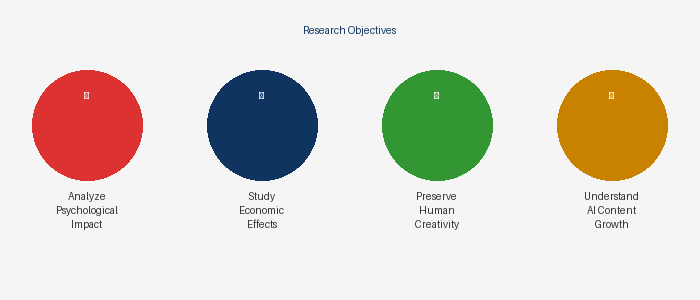 Research Objectives
Analyze
Psychological
Impact
Study
Economic
Effects
Preserve
Human
Creativity
Understand
AI Content
Growth